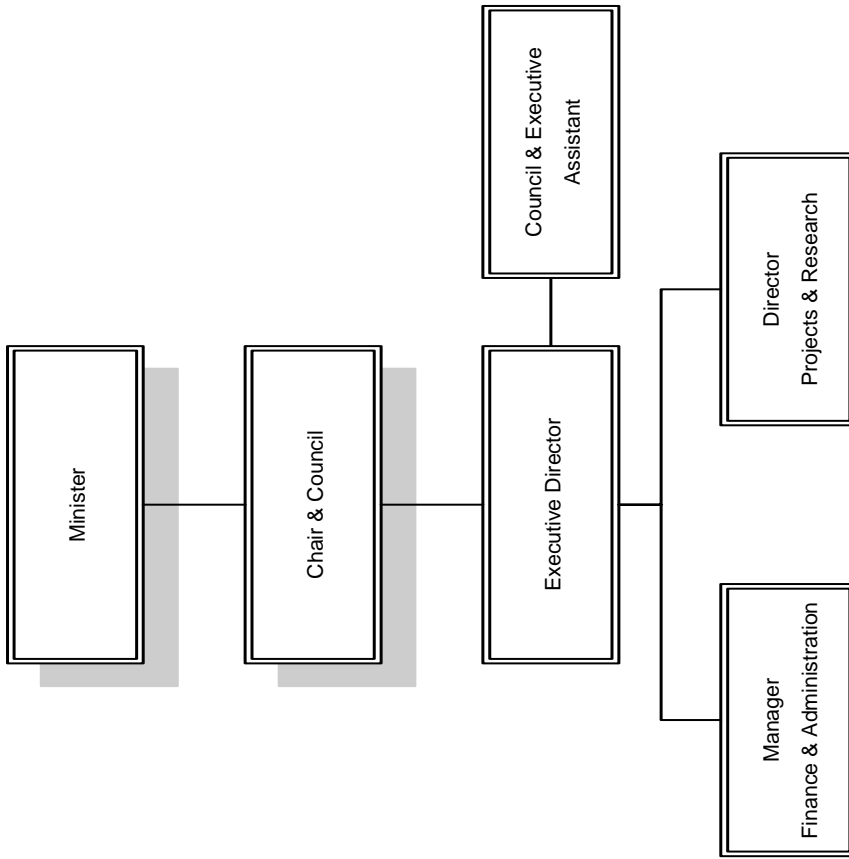 Minister
Chair & Council
Executive Director
Council & Executive
Assistant
Manager
Finance & Administration
Director
Projects & Research